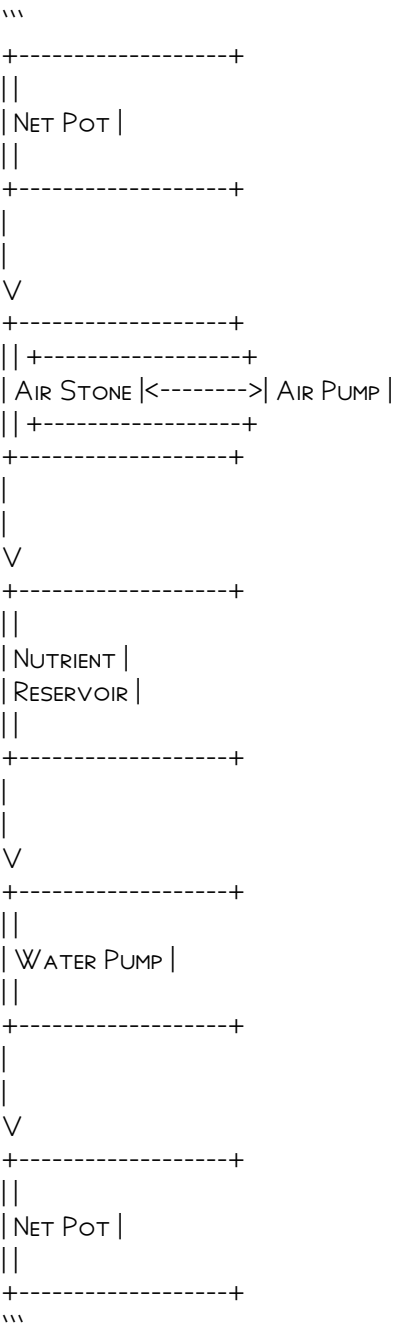 ```
+-------------------+
| |
| Net Pot |
| |
+-------------------+
|
|
V
+-------------------+
| | +------------------+
| Air Stone |<-------->| Air Pump |
| | +------------------+
+-------------------+
|
|
V
+-------------------+
| |
| Nutrient |
| Reservoir |
| |
+-------------------+
|
|
V
+-------------------+
| |
| Water Pump |
| |
+-------------------+
|
|
V
+-------------------+
| |
| Net Pot |
| |
+-------------------+
```